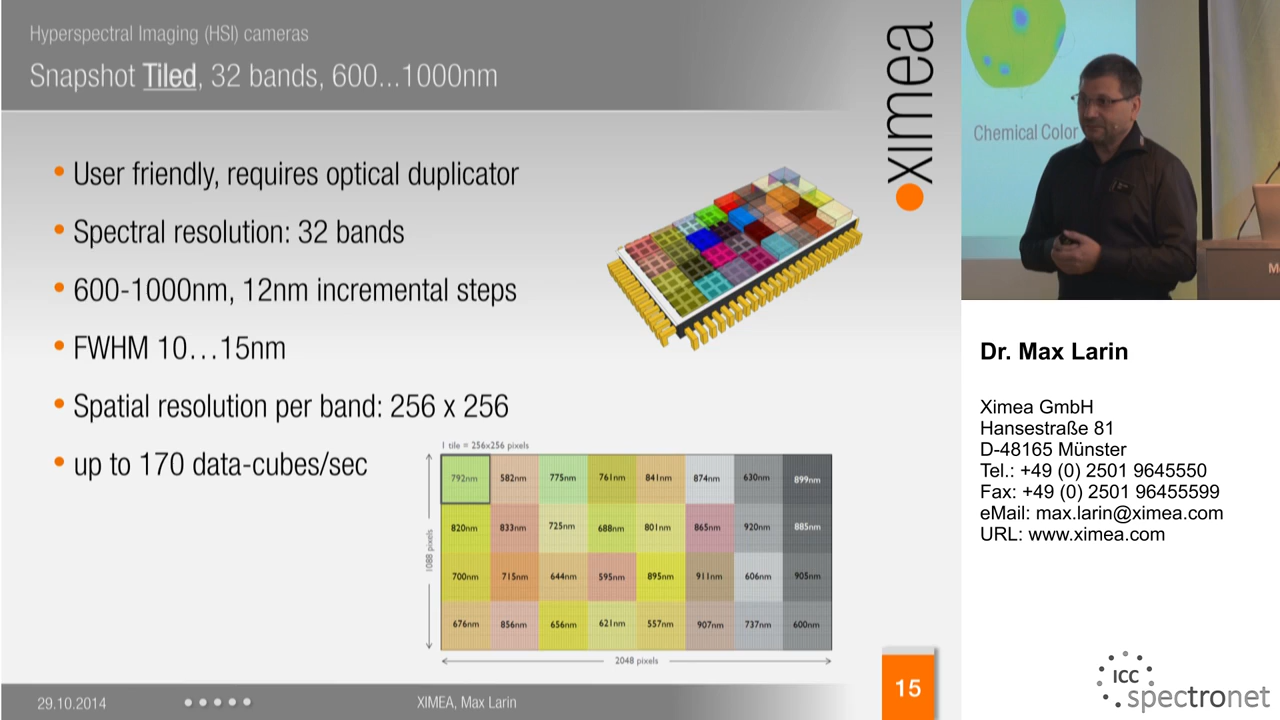 Hyperspectral Imaging (HSI) cameras
Snapshot Tiled, 32 bands, 600...1000nm
ximea
• User friendly, requires optical duplicator
• Spectral resolution: 32 bands
• 600-1000nm, 12nm incremental steps
• FWHM 10...15nm
• Spatial resolution per band: 256 x 256
• up to 170 data-cubes/sec
1 tile = 256x256 pixels
792nm 582nm 775nm 761nm 841nm 874nm 630nm 899nm
820nm 833nm 725nm 688nm 801nm 865nm 920nm 885nm
700nm 715nm 644nm 595nm 895nm 911nm 606nm 905nm
676nm 856nm 656nm 621nm 557nm 907nm 737nm 600nm
1088 pixels
2048 pixels
29.10.2014
XIMEA, Max Larin
15
Chemical Color
Dr. Max Larin
Ximea GmbH
Hansestraße 81
D-48165 Münster
Tel.: +49 (0) 2501 9645550
Fax: +49 (0) 2501 96455599
eMail: max.larin@ximea.com
URL: www.ximea.com
ICC
spectronet